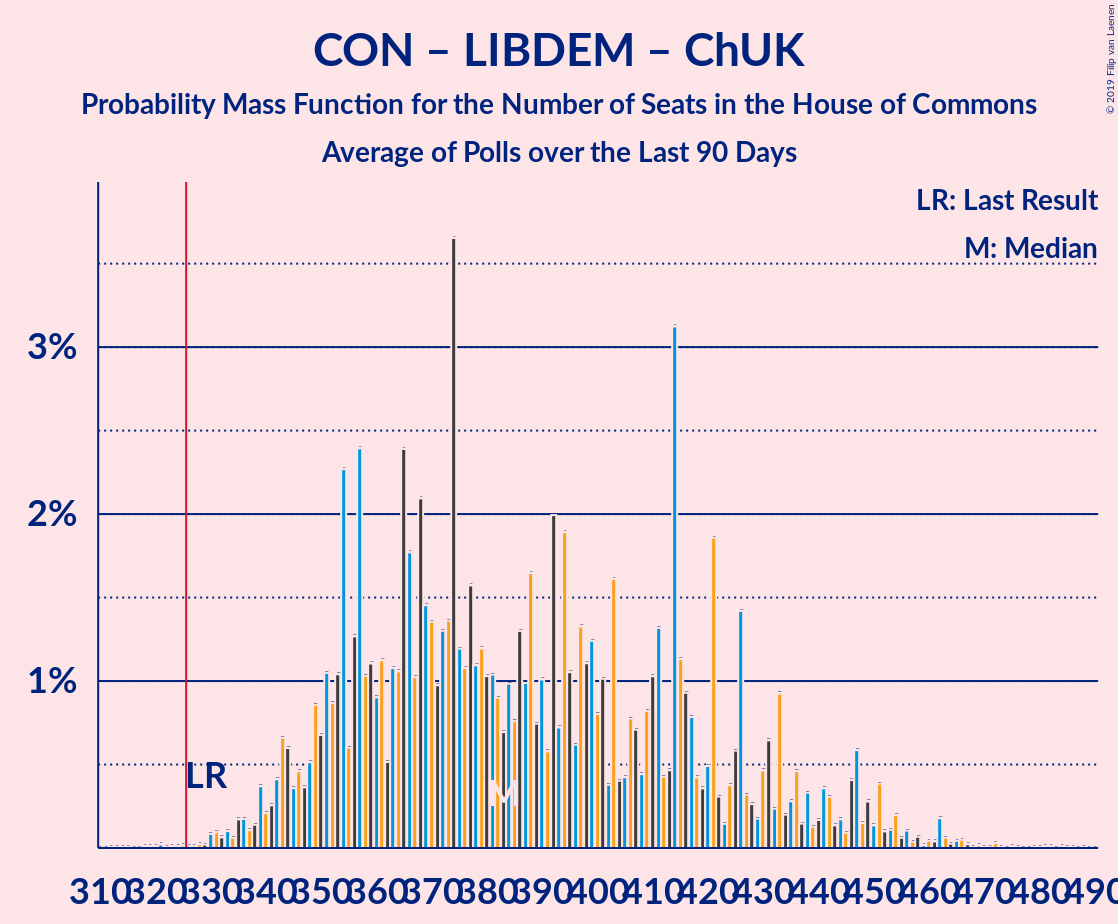 CON – LIBDEM – ChUK
Probability Mass Function for the Number of Seats in the House of Commons
Average of Polls over the Last 90 Days
© 2019 Filip van Laenen
LR: Last Result
M: Median
3%
2%
1%
LR
M
310 320 330 340 350 360 370 380 390 400 410 420 430 440 450 460 470 480 490